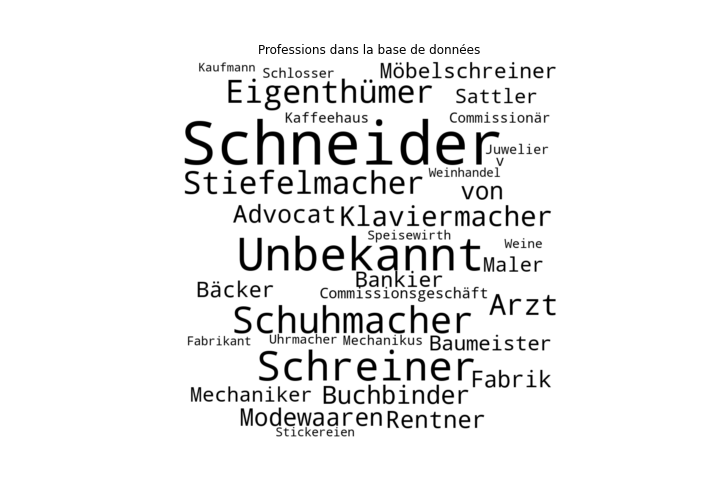 Professions dans la base de données
Kaufmann
Schlosser
Möbelschreiner
Eigenthümer
Sattler
Kaffeehaus
Commissionär
Schneider
Juwelier
v
Weinhandel
Stiefelmacher
von
Advocat
Klaviermacher
Speisewirth
Weine
Unbekannt
Maler
Bankier
Bäcker
Commissionsgeschäft
Arzt
Schuhmacher
Fabrikant
Uhrmacher
Mechanikus
Baumeister
Schreiner
Fabrik
Mechaniker
Buchbinder
Modewaaren
Rentner
Stickereien